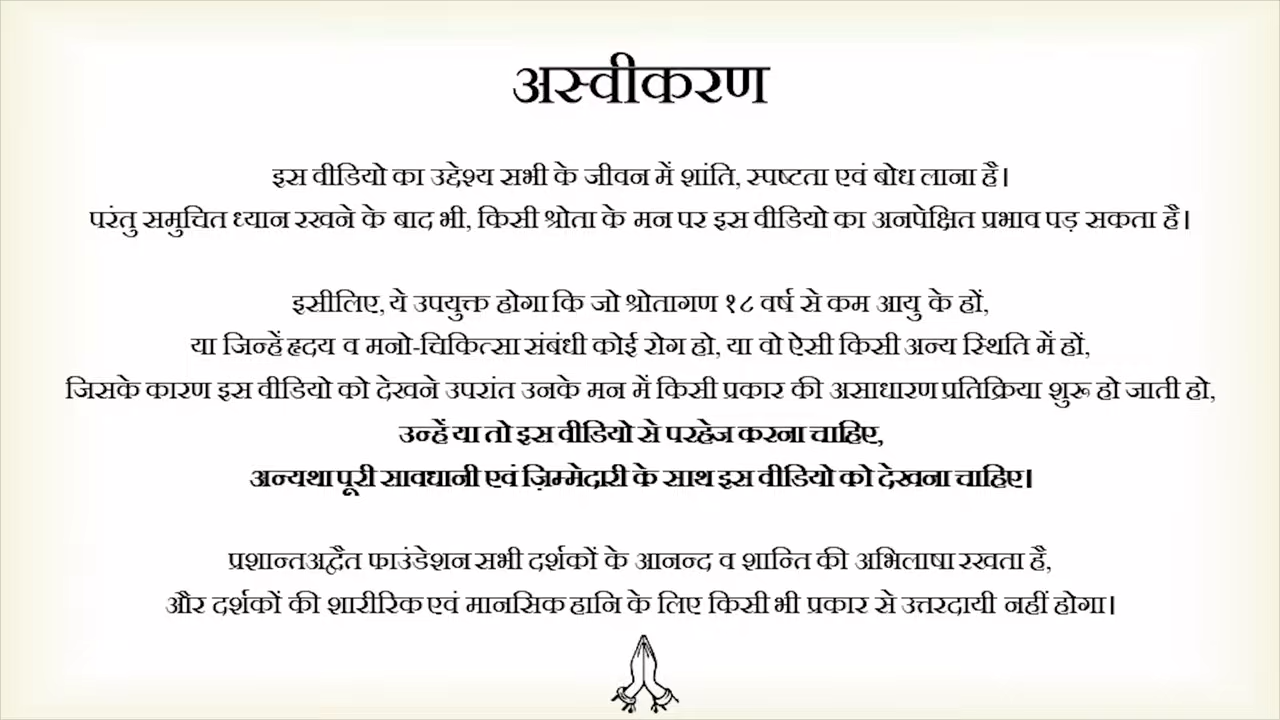 अस्वीकरण
इस वीडियो का उद्देश्य सभी के जीवन में शांति, स्पष्टता एवं बोध लाना है।
परंतु समुचित ध्यान रखने के बाद भी, किसी श्रोता के मन पर इस वीडियो का अनपेक्षित प्रभाव पड़ सकता है।
इसीलिए, ये उपयुक्त होगा कि जो श्रोतागण १८ वर्ष से कम आयु के हों,
या जिन्हें हृदय व मनो-चिकित्सा संबंधी कोई रोग हो, या वो ऐसी किसी अन्य स्थिति में हों,
जिसके कारण इस वीडियो को देखने उपरांत उनके मन में किसी प्रकार की असाधारण प्रतिक्रिया शुरू हो जाती हो,
उन्हें या तो इस वीडियो से परहेज करना चाहिए,
अन्यथा पूरी सावधानी एवं ज़िम्मेदारी के साथ इस वीडियो को देखना चाहिए।
प्रशान्तअद्वैत फाउंडेशन सभी दर्शकों के आनन्द व शान्ति की अभिलाषा रखता है,
और दर्शकों की शारीरिक एवं मानसिक हानि के लिए किसी भी प्रकार से उत्तरदायी नहीं होगा।